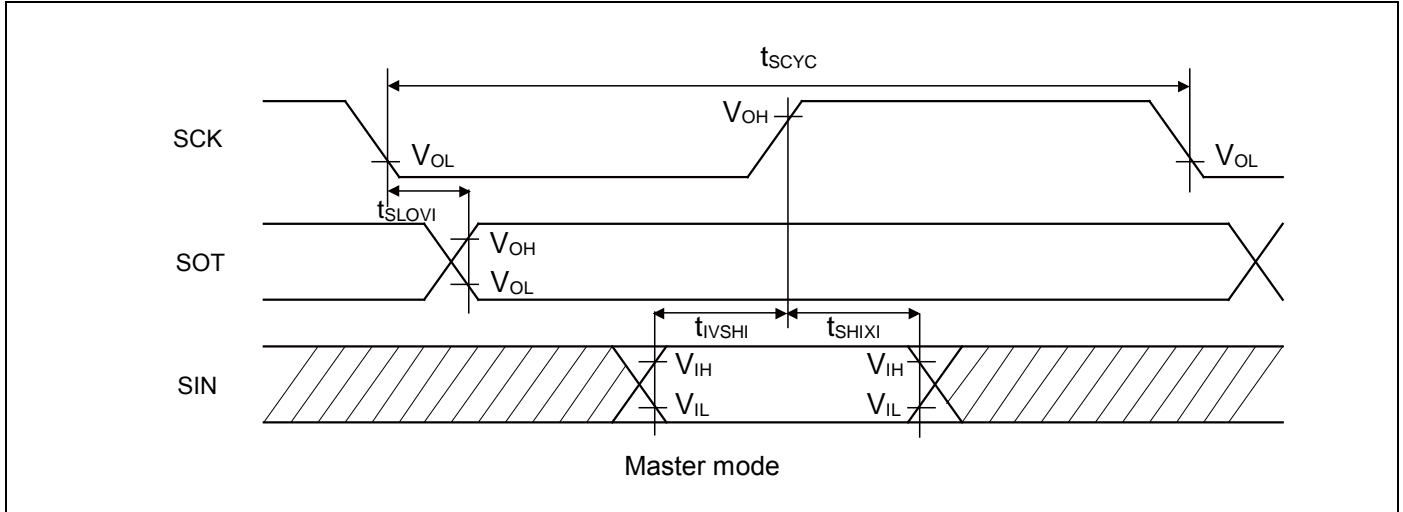 tSCYC
SCK
VOH
VOL
VOL
tSLOVI
SOT
VOH
VOL
tIVSHI
tSHIXI
SIN
VIH
VIH
VIL
VIL
Master mode